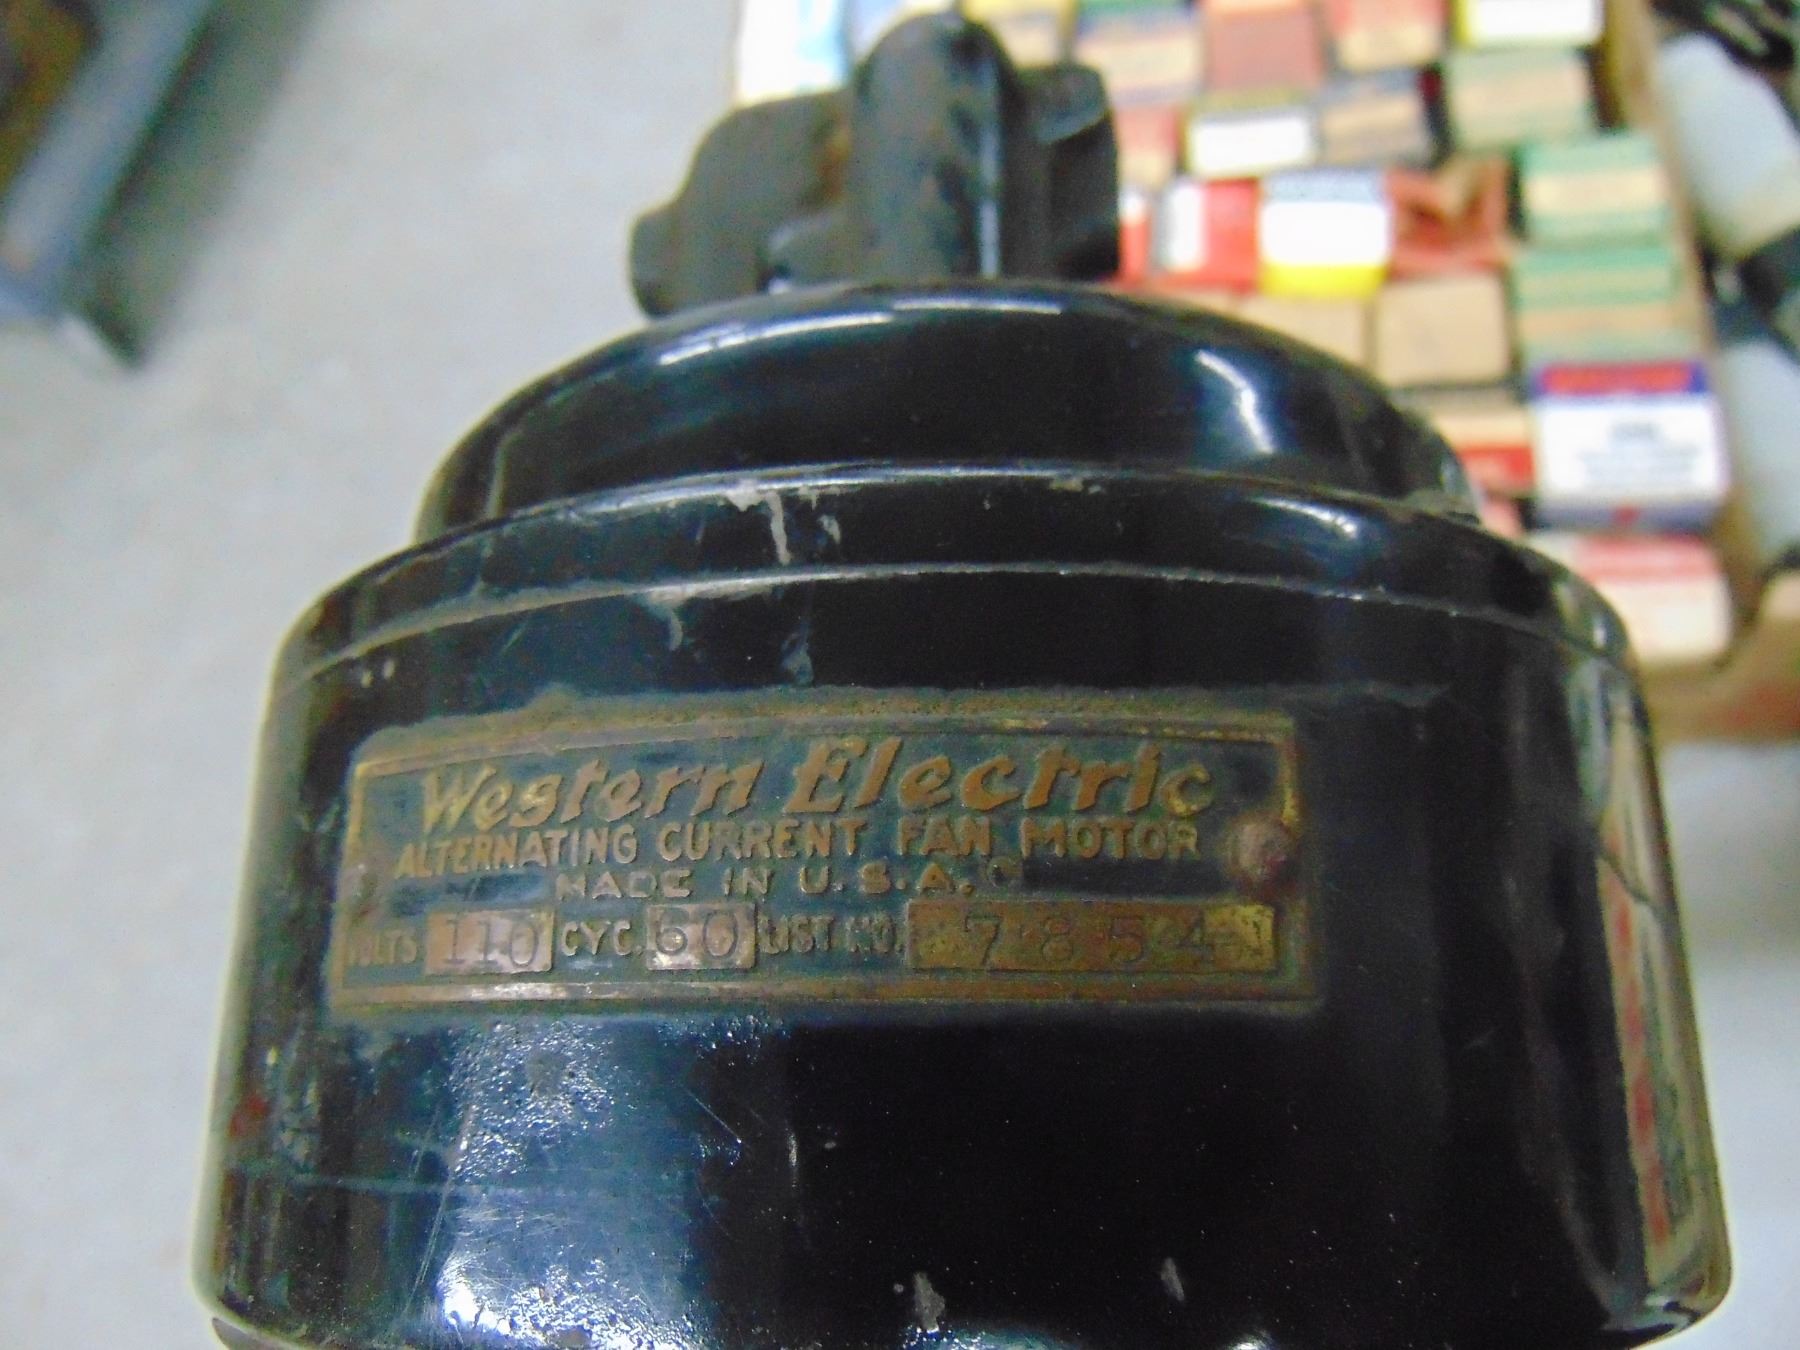 Western Electric
ALTERNATING CURRENT FAN MOTOR
MADE IN U.S.A.
VOLTS 110 CYC. 60 LIST NO. 7854